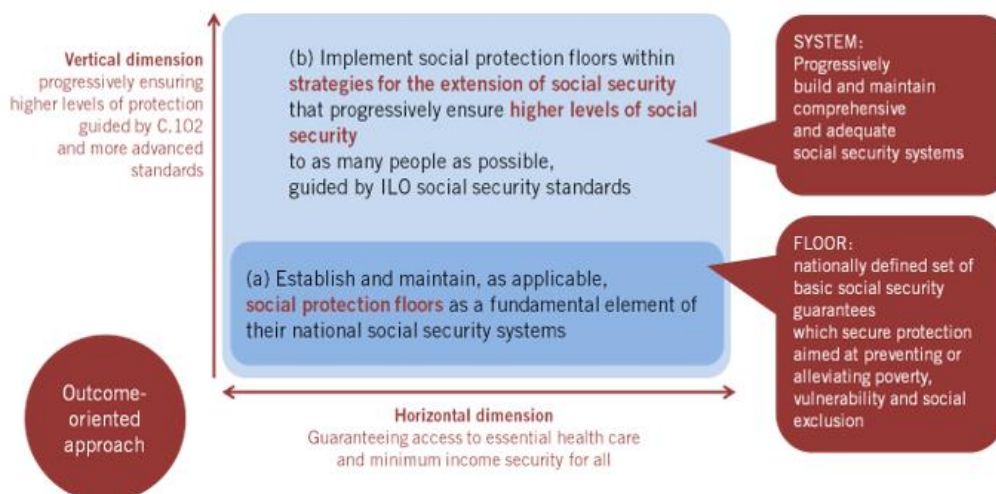 Vertical dimension
progressively ensuring
higher levels of protection
guided by C.102
and more advanced
standards
(b) Implement social protection floors within
strategies for the extension of social security
that progressively ensure higher levels of social
security
to as many people as possible,
guided by ILO social security standards
(a) Establish and maintain, as applicable,
social protection floors as a fundamental element of
their national social security systems
SYSTEM:
Progressively
build and maintain
comprehensive
and adequate
social security systems
FLOOR:
nationally defined set of
basic social security
guarantees
which secure protection
aimed at preventing or
alleviating poverty,
vulnerability and social
exclusion
Outcome-
oriented
approach
Horizontal dimension
Guaranteeing access to essential health care
and minimum income security for all